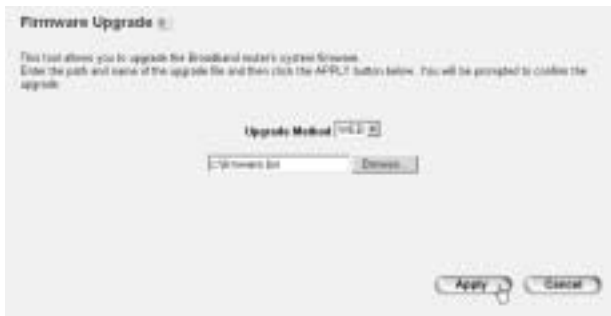 Firmware Upgrade
This tool allows you to upgrade the Broadband router's system firmware.
Enter the path and name of the upgrade file and then click the APPLY button below. You will be prompted to confirm the
upgrade.
Upgrade Method WEB
Browse...
Apply Cancel